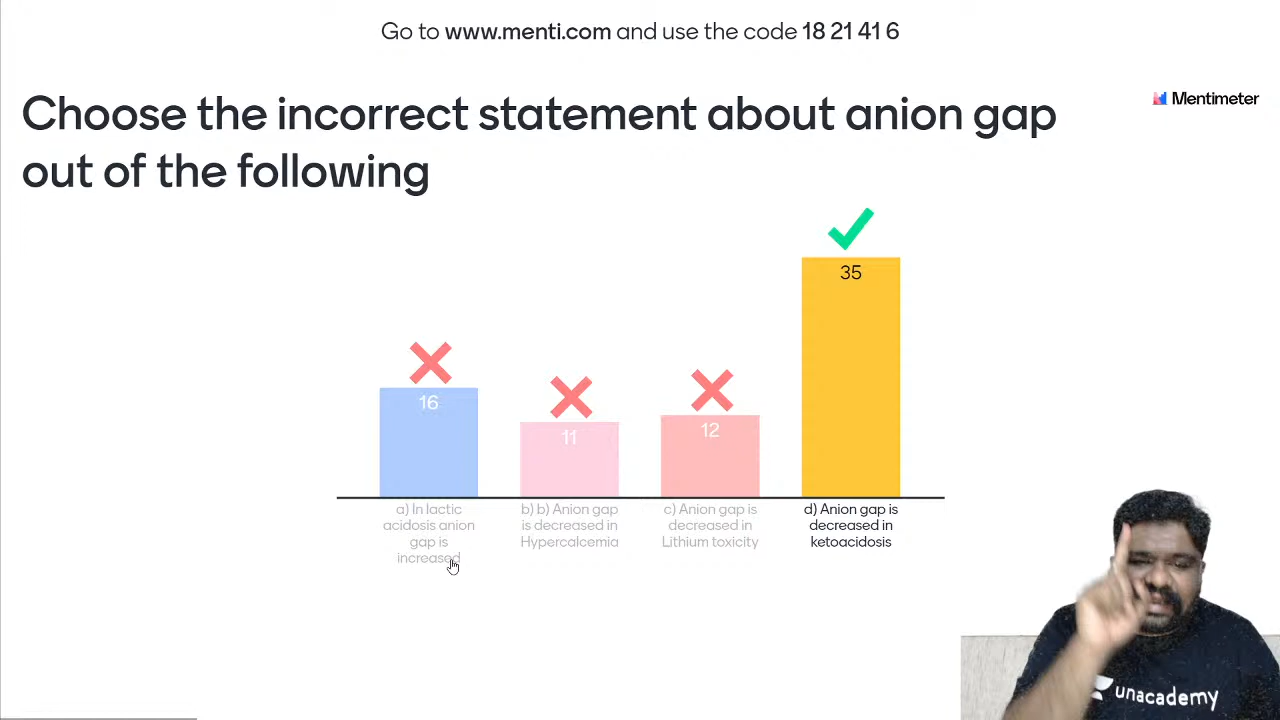 Go to www.menti.com and use the code 18 21 41 6
Choose the incorrect statement about anion gap
out of the following
Mentimeter
35
16
11
12
a) In lactic
acidosis anion
gap is
increased
b) b) Anion gap
is decreased in
Hypercalcemia
c) Anion gap is
decreased in
Lithium toxicity
d) Anion gap is
decreased in
ketoacidosis
unacademy